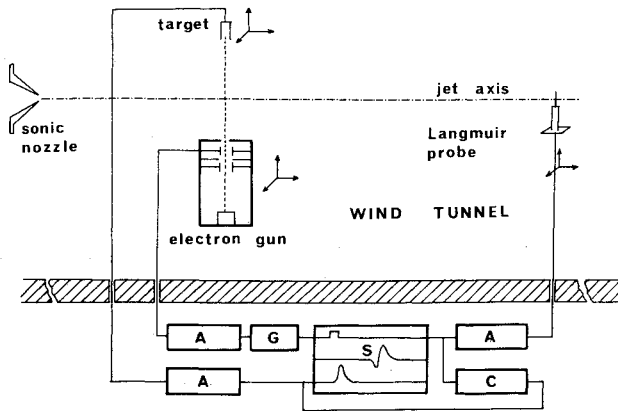 target
jet axis
sonic
nozzle
Langmuir
probe
WIND TUNNEL
electron gun
A
G
S
A
A
C